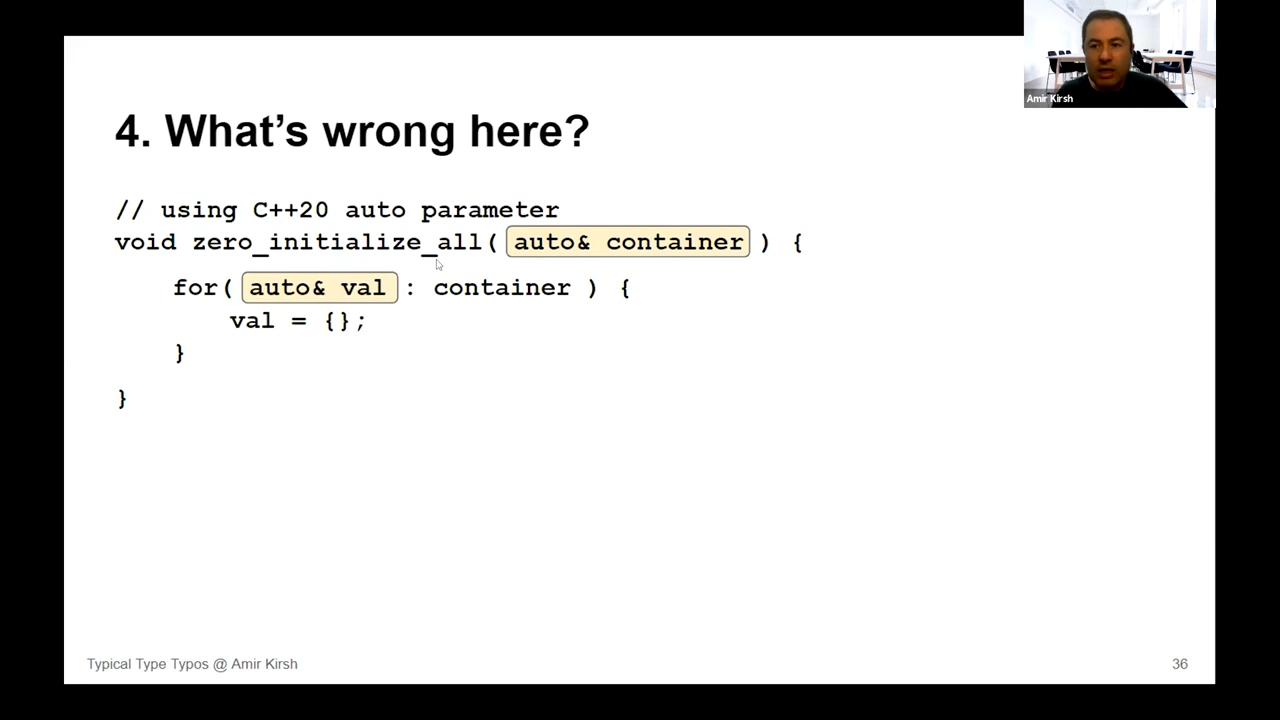 Amir Kirsh
4. What's wrong here?
// using C++20 auto parameter
void zero_initialize_all( auto& container ) {
for( auto& val : container ) {
val = {};
}
}
Typical Type Typos @ Amir Kirsh
36